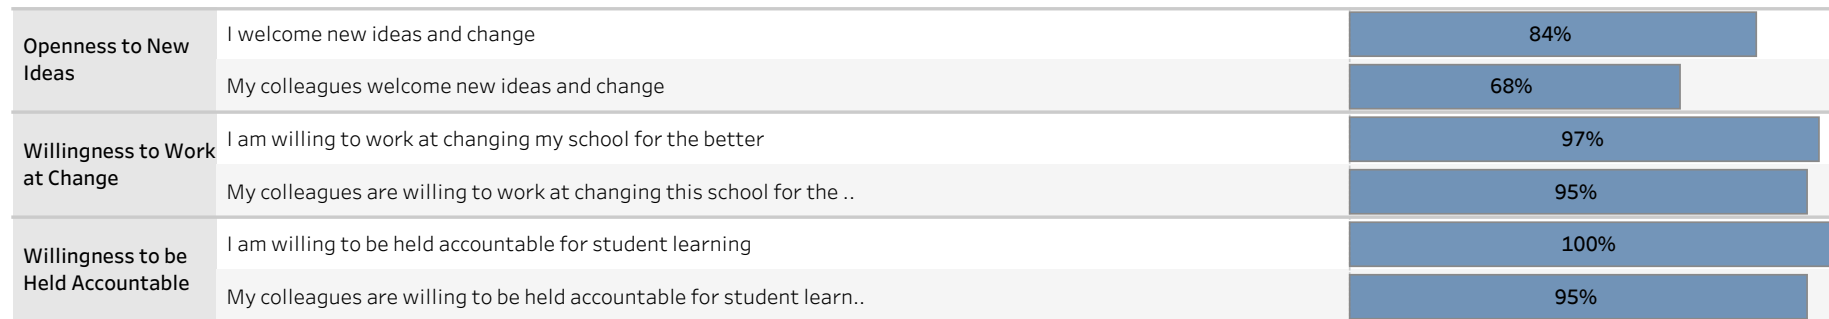 Openness to New
Ideas
I welcome new ideas and change
84%
My colleagues welcome new ideas and change
68%
Willingness to Work
at Change
I am willing to work at changing my school for the better
97%
My colleagues are willing to work at changing this school for the ..
95%
Willingness to be
Held Accountable
I am willing to be held accountable for student learning
100%
My colleagues are willing to be held accountable for student learn..
95%